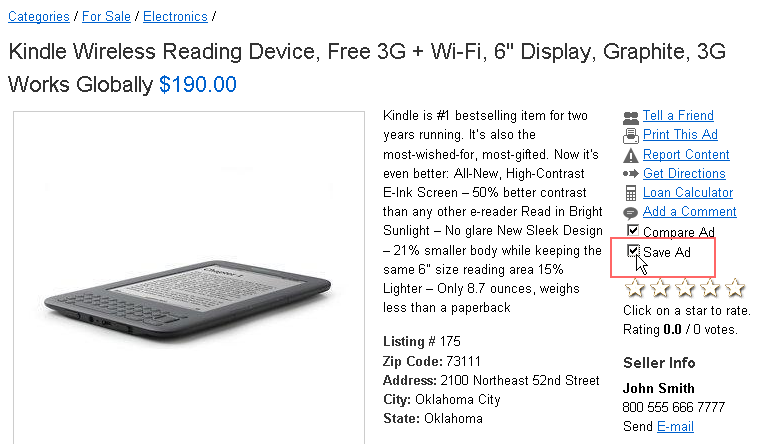 Categories / For Sale / Electronics /
Kindle Wireless Reading Device, Free 3G + Wi-Fi, 6" Display, Graphite, 3G
Works Globally $190.00
Chapter 1
Kindle is #1 bestselling item for two
years running. It's also the
most-wished-for, most-gifted. Now it's
even better: All-New, High-Contrast
E-Ink Screen – 50% better contrast
than any other e-reader Read in Bright
Sunlight – No glare New Sleek Design
– 21% smaller body while keeping the
same 6" size reading area 15%
Lighter – Only 8.7 ounces, weighs
less than a paperback
Listing # 175
Zip Code: 73111
Address: 2100 Northeast 52nd Street
City: Oklahoma City
State: Oklahoma
Tell a Friend
Print This Ad
Report Content
Get Directions
Loan Calculator
Add a Comment
Compare Ad
Save Ad
Click on a star to rate.
Rating 0.0 / 0 votes.
Seller Info
John Smith
800 555 666 7777
Send E-mail